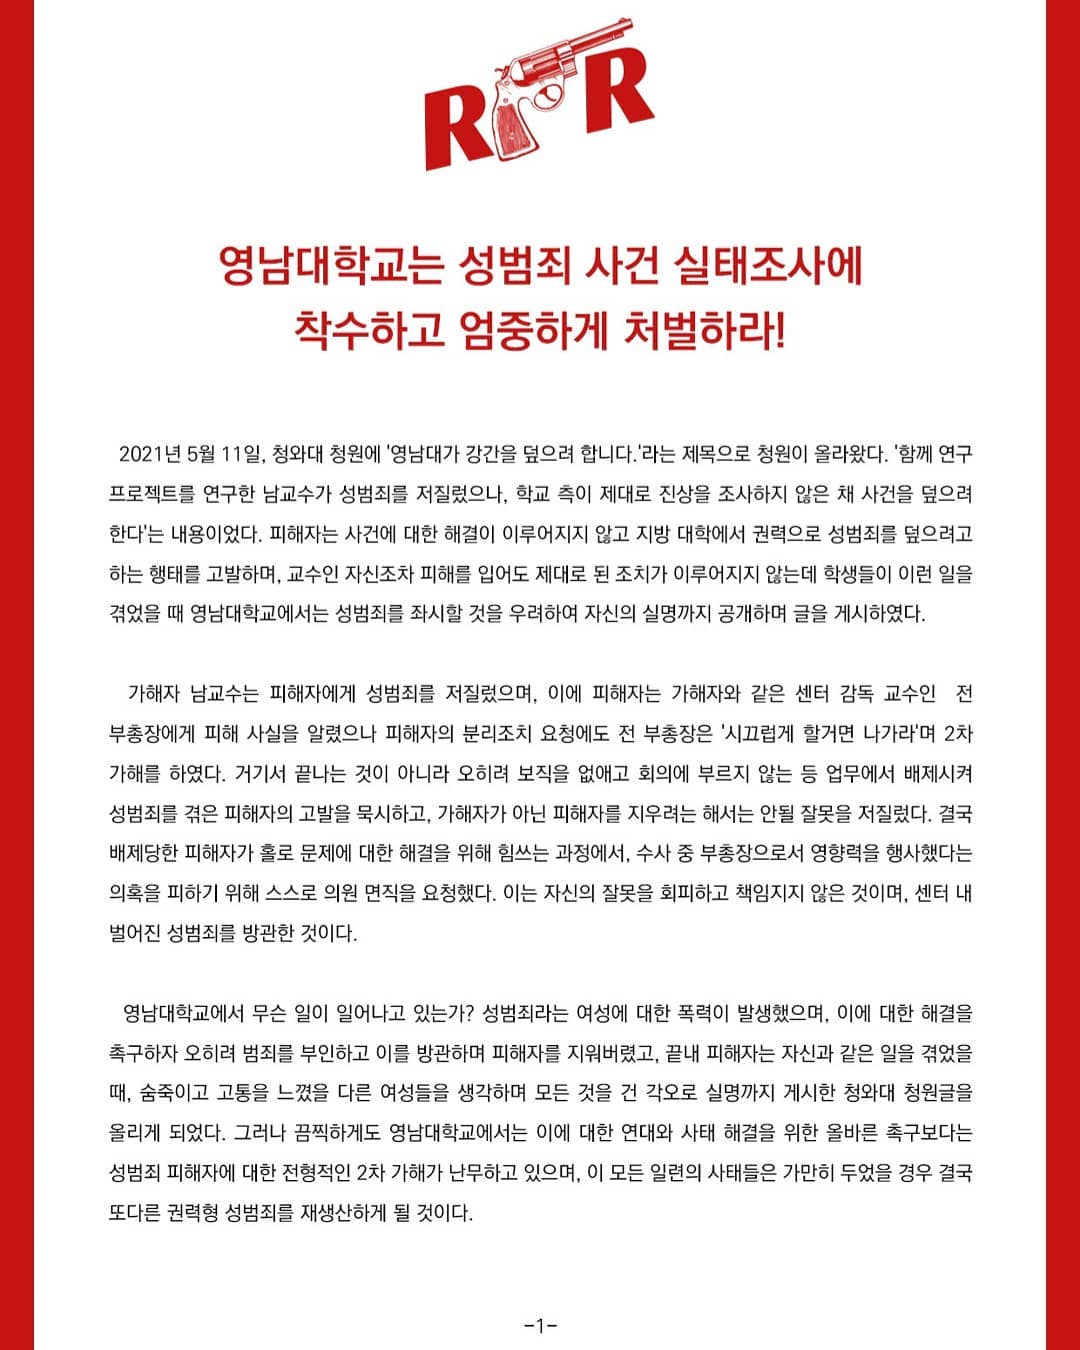 R R
영남대학교는 성범죄 사건 실태조사에
착수하고 엄중하게 처벌하라!
2021년 5월 11일, 청와대 청원에 '영남대가 강간을 덮으려 합니다.'라는 제목으로 청원이 올라왔다. '함께 연구
프로젝트를 연구한 남교수가 성범죄를 저질렀으나, 학교 측이 제대로 진상을 조사하지 않은 채 사건을 덮으려
한다'는 내용이었다. 피해자는 사건에 대한 해결이 이루어지지 않고 지방 대학에서 권력으로 성범죄를 덮으려고
하는 행태를 고발하며, 교수인 자신조차 피해를 입어도 제대로 된 조치가 이루어지지 않는데 학생들이 이런 일을
겪었을 때 영남대학교에서는 성범죄를 좌시할 것을 우려하여 자신의 실명까지 공개하며 글을 게시하였다.
가해자 남교수는 피해자에게 성범죄를 저질렀으며, 이에 피해자는 가해자와 같은 센터 감독 교수인 전
부총장에게 피해 사실을 알렸으나 피해자의 분리조치 요청에도 전 부총장은 '시끄럽게 할거면 나가라'며 2차
가해를 하였다. 거기서 끝나는 것이 아니라 오히려 보직을 없애고 회의에 부르지 않는 등 업무에서 배제시켜
성범죄를 겪은 피해자의 고발을 묵시하고, 가해자가 아닌 피해자를 지우려는 해서는 안될 잘못을 저질렀다. 결국
배제당한 피해자가 홀로 문제에 대한 해결을 위해 힘쓰는 과정에서, 수사 중 부총장으로서 영향력을 행사했다는
의혹을 피하기 위해 스스로 의원 면직을 요청했다. 이는 자신의 잘못을 회피하고 책임지지 않은 것이며, 센터 내
벌어진 성범죄를 방관한 것이다.
영남대학교에서 무슨 일이 일어나고 있는가? 성범죄라는 여성에 대한 폭력이 발생했으며, 이에 대한 해결을
촉구하자 오히려 범죄를 부인하고 이를 방관하며 피해자를 지워버렸고, 끝내 피해자는 자신과 같은 일을 겪었을
때, 숨죽이고 고통을 느꼈을 다른 여성들을 생각하며 모든 것을 건 각오로 실명까지 게시한 청와대 청원글을
올리게 되었다. 그러나 끔찍하게도 영남대학교에서는 이에 대한 연대와 사태 해결을 위한 올바른 촉구보다는
성범죄 피해자에 대한 전형적인 2차 가해가 난무하고 있으며, 이 모든 일련의 사태들은 가만히 두었을 경우 결국
또다른 권력형 성범죄를 재생산하게 될 것이다.
-1-